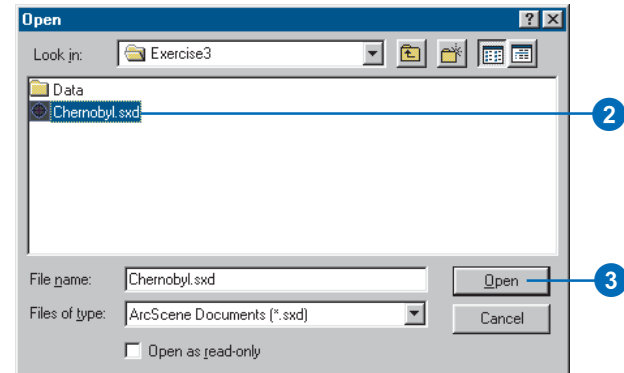 Open
Look in: Exercise3
Data
Chernobyl.sxd
2
File name: Chernobyl.sxd
Open
3
Files of type: ArcScene Documents (*.sxd)
Cancel
Open as read-only